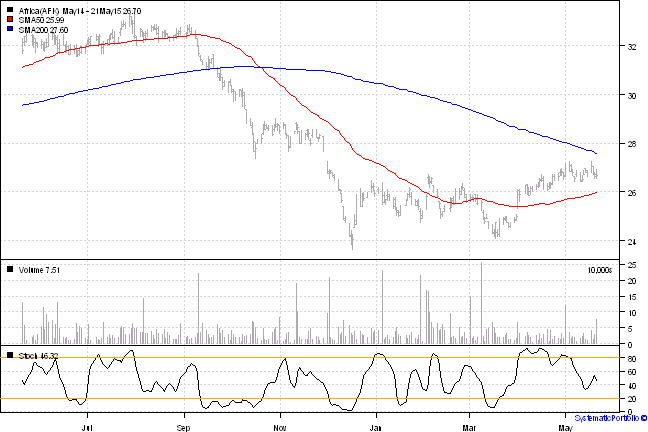 Africa(AFK) May14 - 21May15 26.70
SMA50 25.99
SMA200 27.60
32
30
28
26
24
Volume 7.51
10,000s
25
20
15
10
5
0
Stoch 46.32
80
60
40
20
0
Jul Sep Nov Jan Mar May
SystematicPortfolio ©